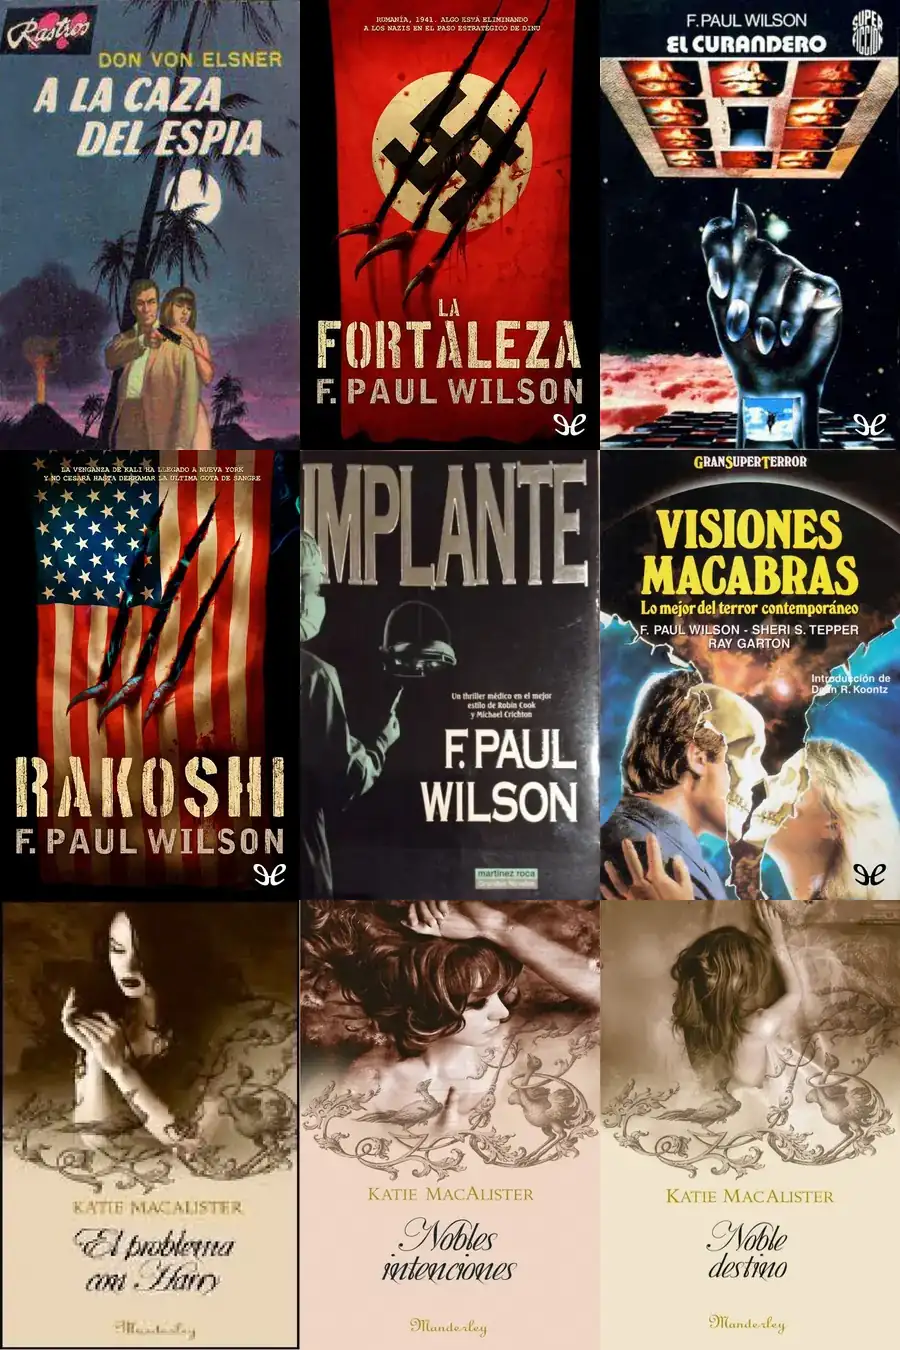 Rastros
DON VON ELSNER
A LA CAZA
DEL ESPIA
RUMANÍA, 1941. ALGO ESTÁ ELIMINANDO
A LOS NAZIS EN EL PASO ESTRATÉGICO DE DINU
LA
FORTALEZA
F. PAUL WILSON
F. PAUL WILSON
EL CURANDERO
SUPER
FICCION
LA VENGANZA DE KALI HA LLEGADO A NUEVA YORK
Y NO CESARÁ HASTA DERRAMAR LA ÚLTIMA GOTA DE SANGRE
RAKOSHI
F. PAUL WILSON
IMPLANTE
Un thriller médico en el mejor
estilo de Robin Cook
y Michael Crichton
F. PAUL
WILSON
martínez roca
Grandes Novelas
GRANSUPERTERROR
VISIONES
MACABRAS
Lo mejor del terror contemporáneo
F. PAUL WILSON - SHERI S. TEPPER
RAY GARTON
Introducción de
Dean R. Koontz
KATIE MACALISTER
El problema
con Harry
Manderley
KATIE MACALISTER
Nobles
intenciones
Manderley
KATIE MACALISTER
Noble
destino
Manderley